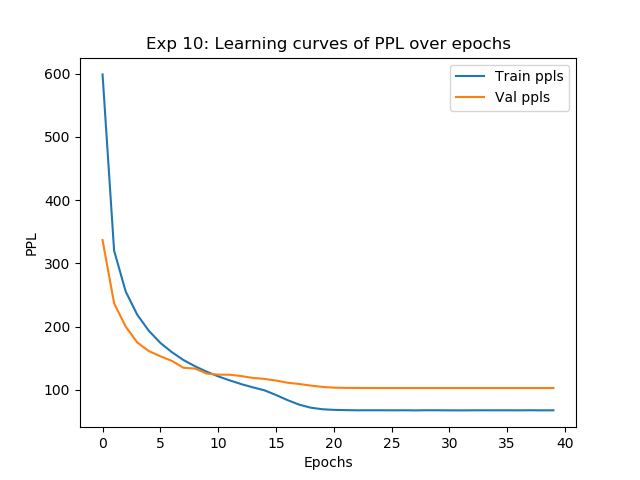 Exp 10: Learning curves of PPL over epochs
Train ppls
Val ppls
600
500
400
300
200
100
PPL
0 5 10 15 20 25 30 35 40
Epochs